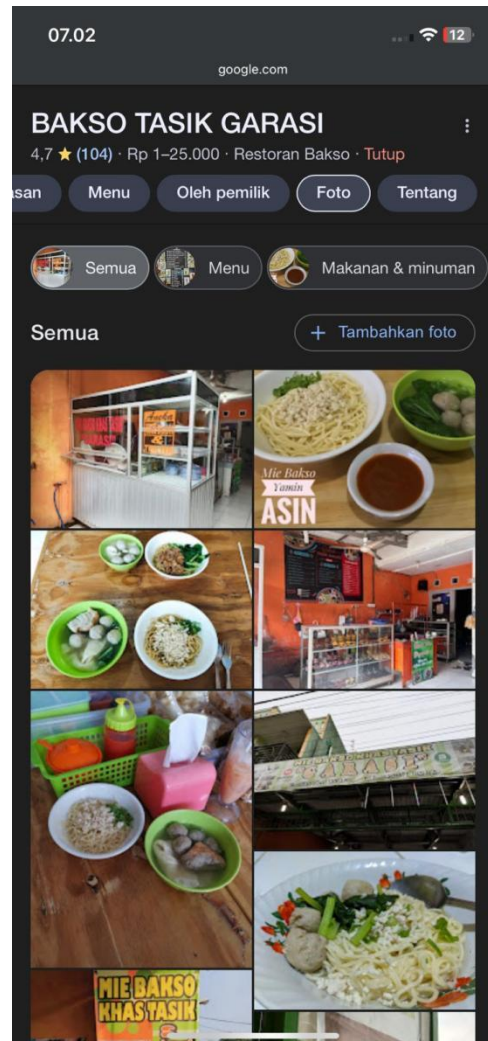 07.02
12
google.com
BAKSO TASIK GARASI
4,7 ★ (104) · Rp 1–25.000 · Restoran Bakso · Tutup
asan Menu Oleh pemilik Foto Tentang
Semua Menu Makanan & minuman
Semua
+ Tambahkan foto
Mie Bakso
Yamin
ASIN
GARASI
MIE BAKSO
KHAS TASIK